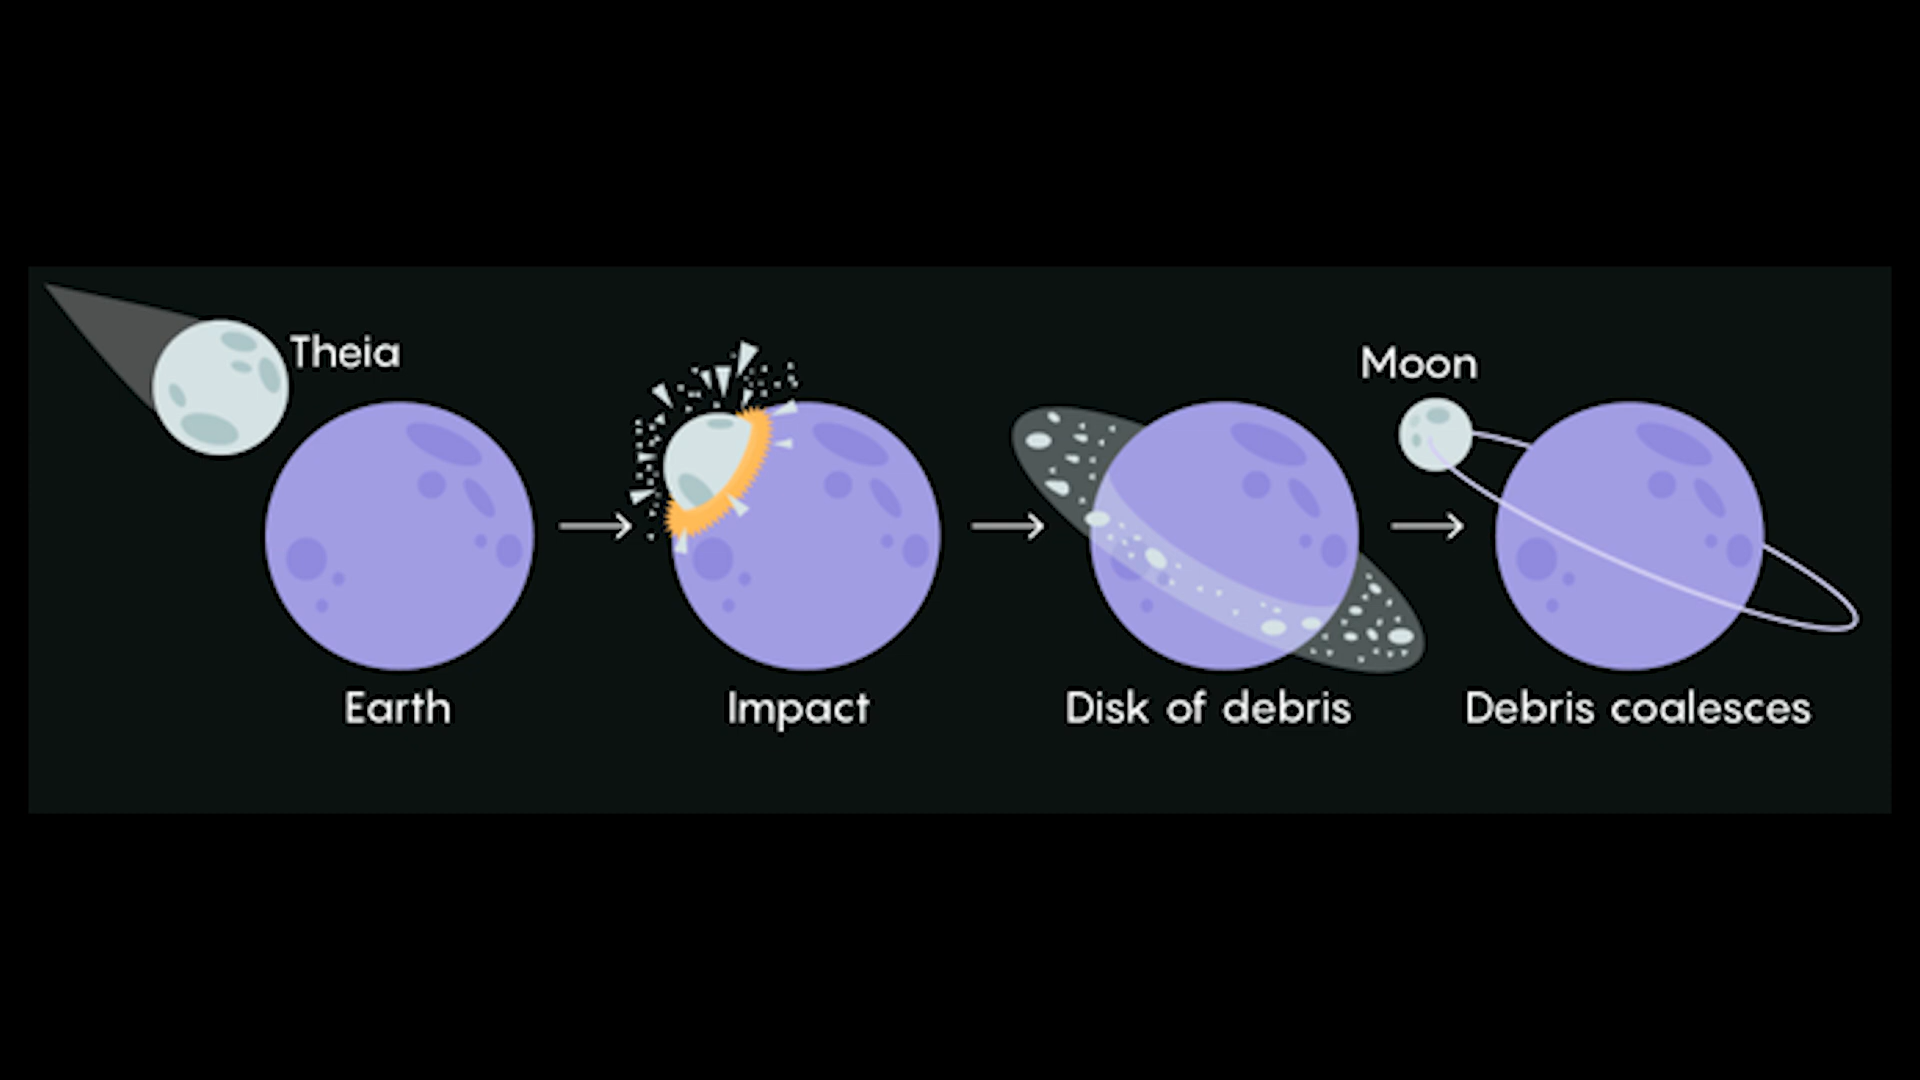 Theia
Moon
Earth
Impact
Disk of debris
Debris coalesces